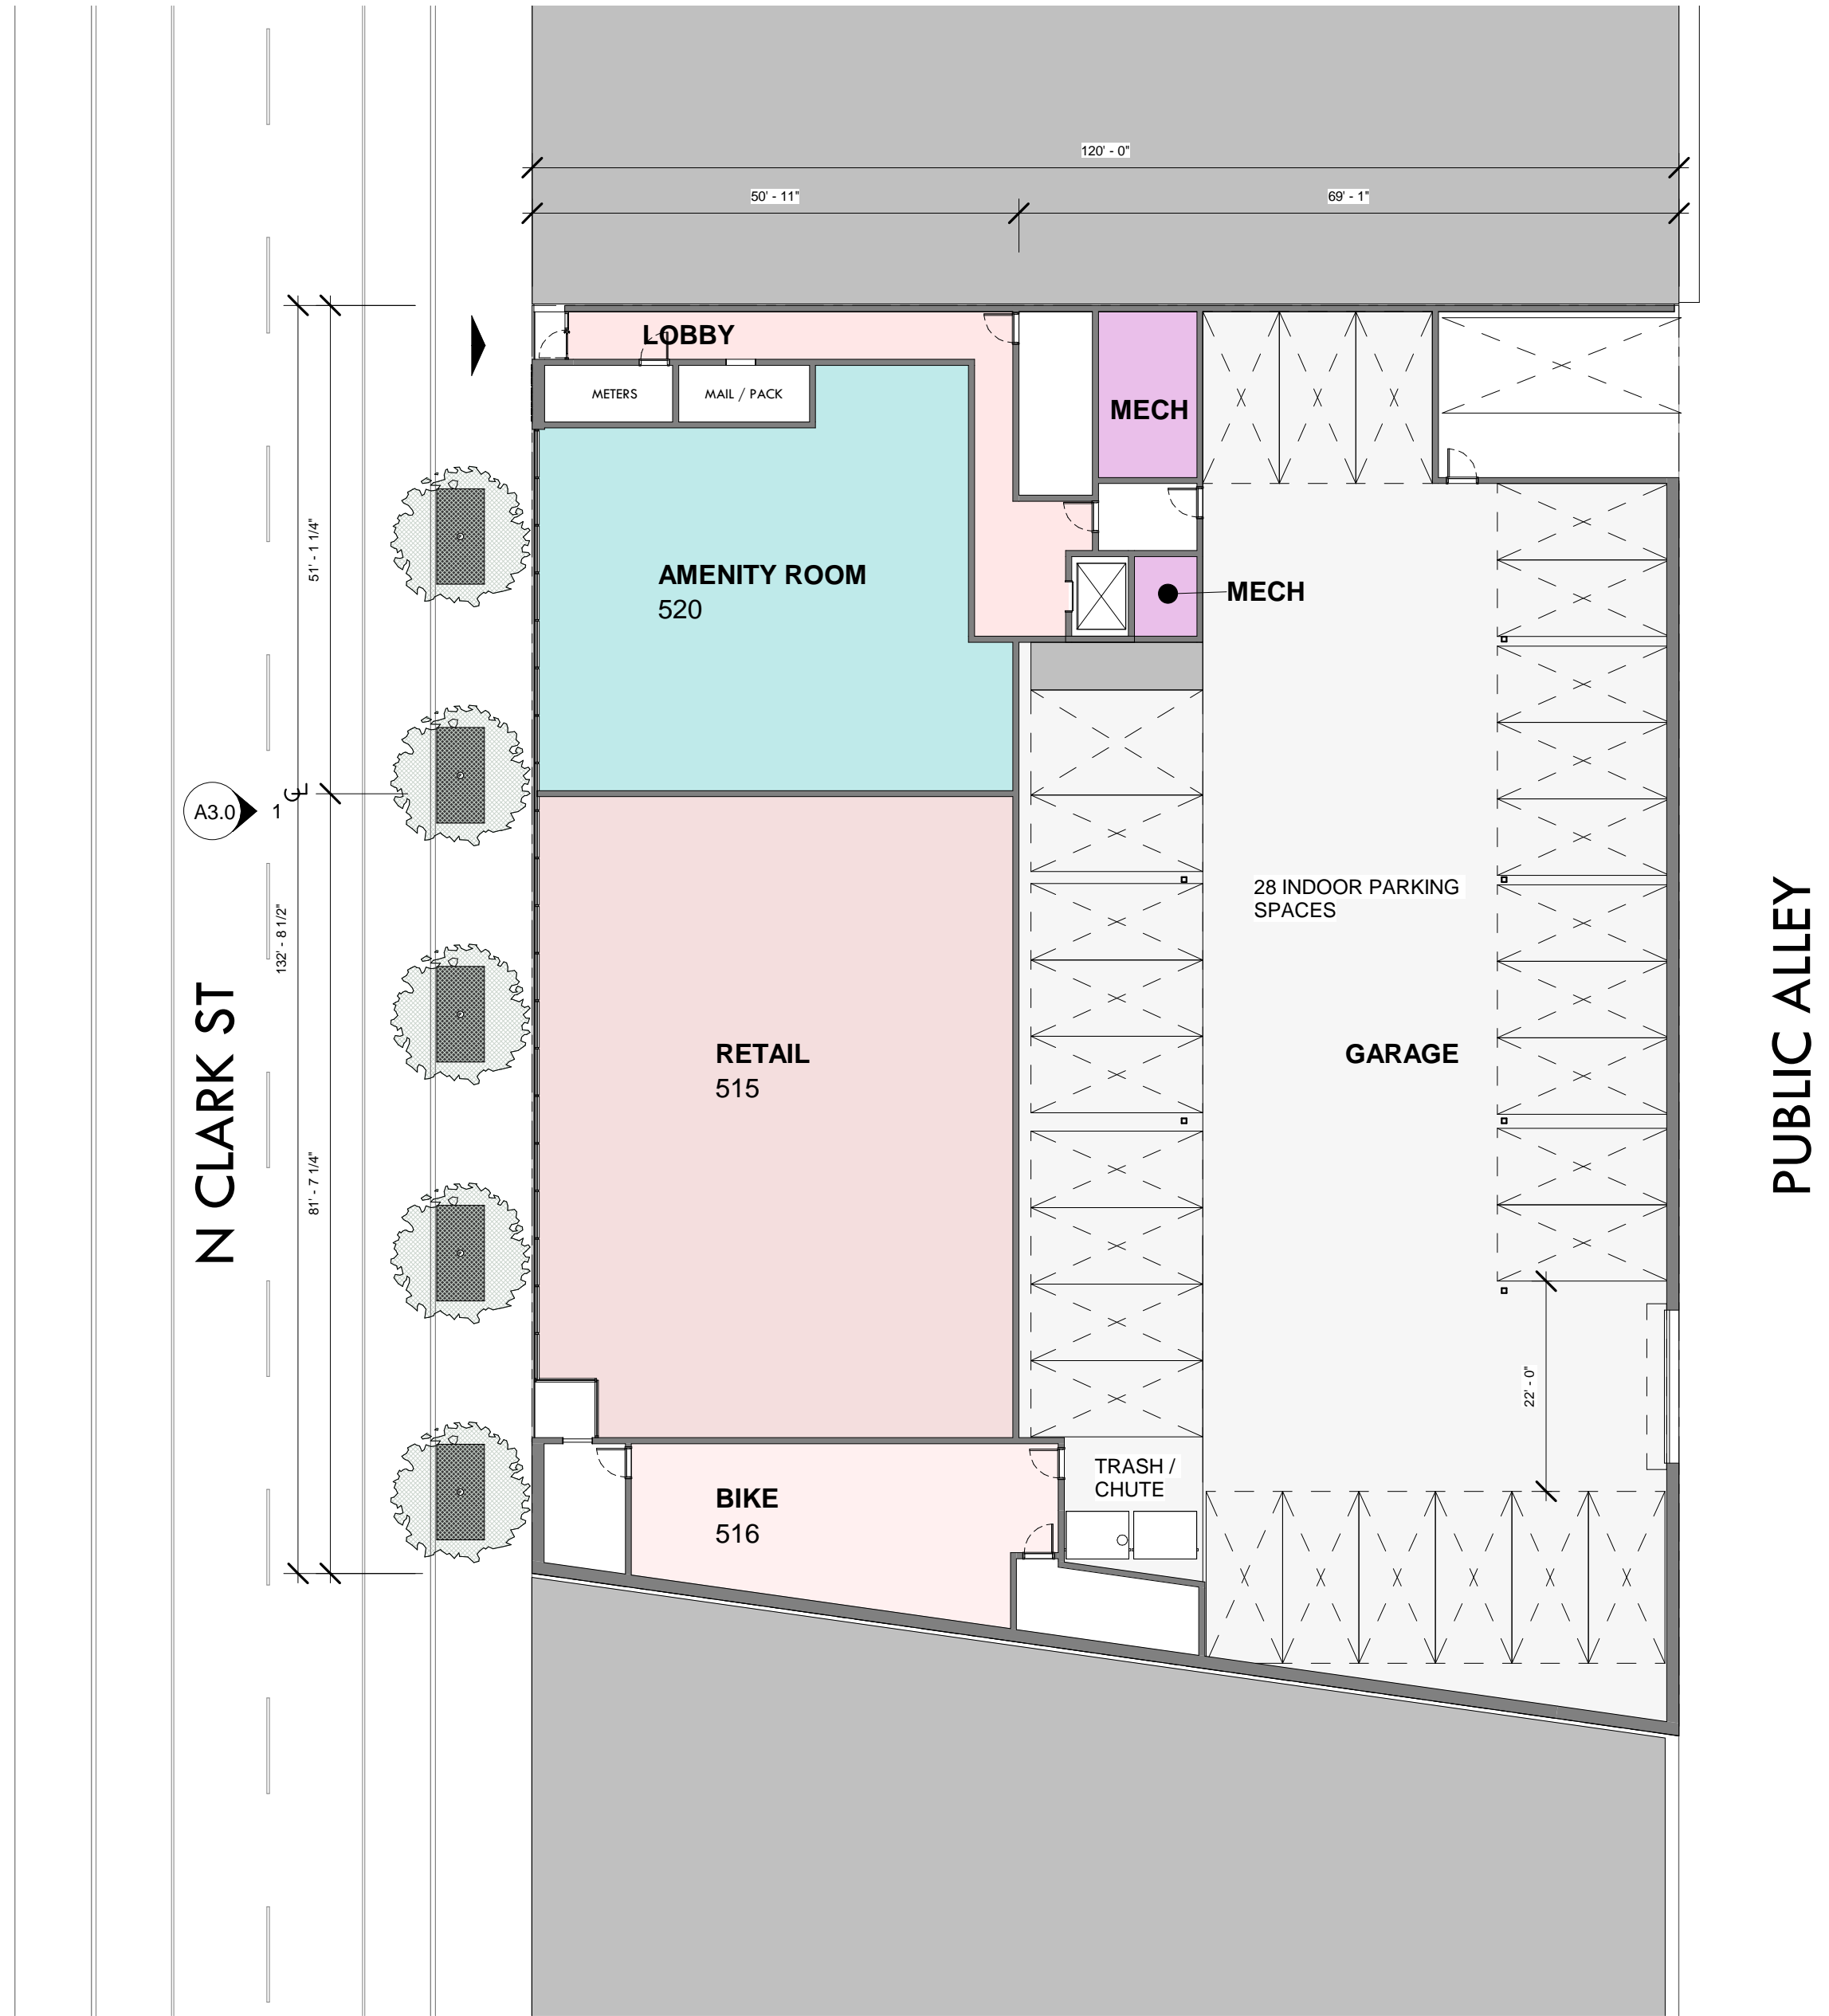 120' - 0"
50' - 11"
69' - 1"
LOBBY
METERS
MAIL / PACK
MECH
51' - 1 1/4"
AMENITY ROOM
520
MECH
A3.0
1
CL
28 INDOOR PARKING
SPACES
132' - 8 1/2"
N CLARK ST
PUBLIC ALLEY
RETAIL
515
GARAGE
81' - 7 1/4"
22' - 0"
TRASH /
CHUTE
BIKE
516